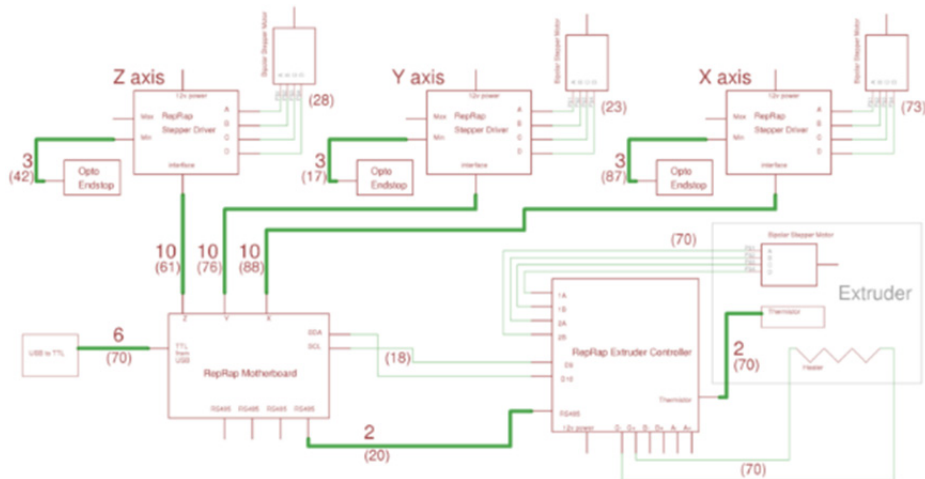 Bipolar Stepper Motor
Bipolar Stepper Motor
Bipolar Stepper Motor
Z axis
Y axis
X axis
A B C D
A B C D
A B C D
(28)
(23)
(73)
12v power
12v power
12v power
Max
RepRap
A
Max
RepRap
A
Max
RepRap
A
Stepper Driver
B
Stepper Driver
B
Stepper Driver
B
Min
C
Min
C
Min
C
D
D
D
3
3
3
interface
interface
interface
(42)
Opto
Endstop
(17)
Opto
Endstop
(87)
Opto
Endstop
10
(61)
10
(76)
10
(88)
(70)
Bipolar Stepper Motor
A
B
C
D
Extruder
1A
1B
2A
2B
Thermistor
Z
Y
X
6
(70)
USB to TTL
TTL
from
USB
SDA
SCL
(18)
RepRap Motherboard
RepRap Extruder Controller
D9
D10
2
(70)
Heater
Thermistor
RS485
RS485
RS485
RS485
RS485
2
(20)
12v power
D-
D+
B-
B+
A-
A+
(70)